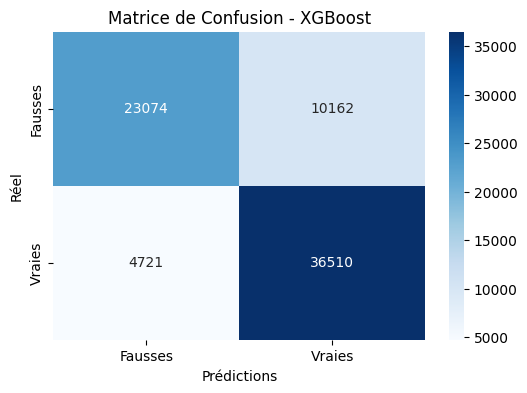 Matrice de Confusion - XGBoost
Réel
Fausses
23074
10162
Vraies
4721
36510
Fausses
Vraies
Prédictions
35000
30000
25000
20000
15000
10000
5000